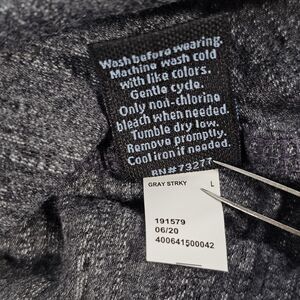 Wash before wearing.
Machine wash cold
with like colors.
Gentle cycle.
Only non-chlorine
bleach when needed.
Tumble dry low.
Remove promptly.
Cool iron if needed.
RN#73277
GRAY STRKY L
191579
06/20
400641500042